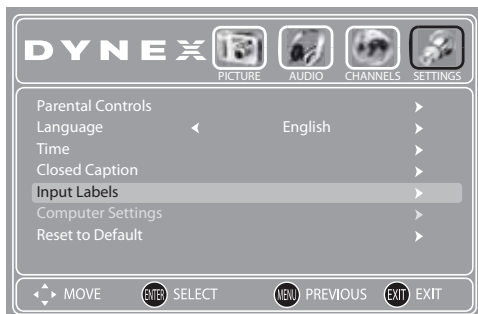 DYNEX
PICTURE AUDIO CHANNELS SETTINGS
Parental Controls
Language English
Time
Closed Caption
Input Labels
Computer Settings
Reset to Default
MOVE ENTER SELECT MENU PREVIOUS EXIT EXIT